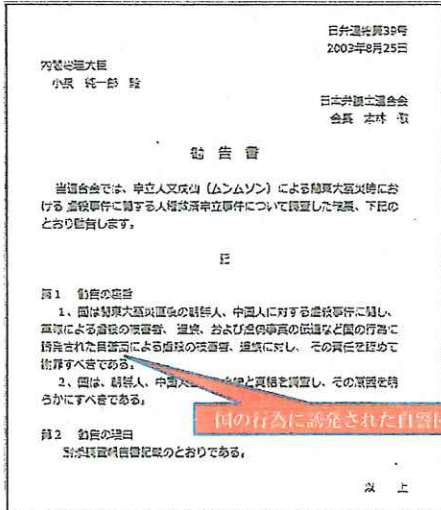 日弁連総第39号
2003年8月25日
内閣総理大臣
小泉 純一郎 殿
日本弁護士連合会
会長 本林 徹
勧告書
当連合会では、申立人文戌仙(ムンムソン)による関東大震災時にお
ける虐殺事件に関する人権救済申立事件について調査した結果、下記の
とおり勧告します。
記
第1 勧告の趣旨
1、国は関東大震災直後の朝鮮人、中国人に対する虐殺事件に関し、
軍隊による虐殺の被害者、遺族、および虚偽事実の伝達など国の行為に
誘発された自警団による虐殺の被害者、遺族に対し、その責任を認めて
謝罪すべきである。
2、国は、朝鮮人、中国人 と真相を調査し、その原因を明
らかにすべきである。
国の行為に誘発された自警団
第2 勧告の理由
別添調査報告書記載のとおりである。
以 上